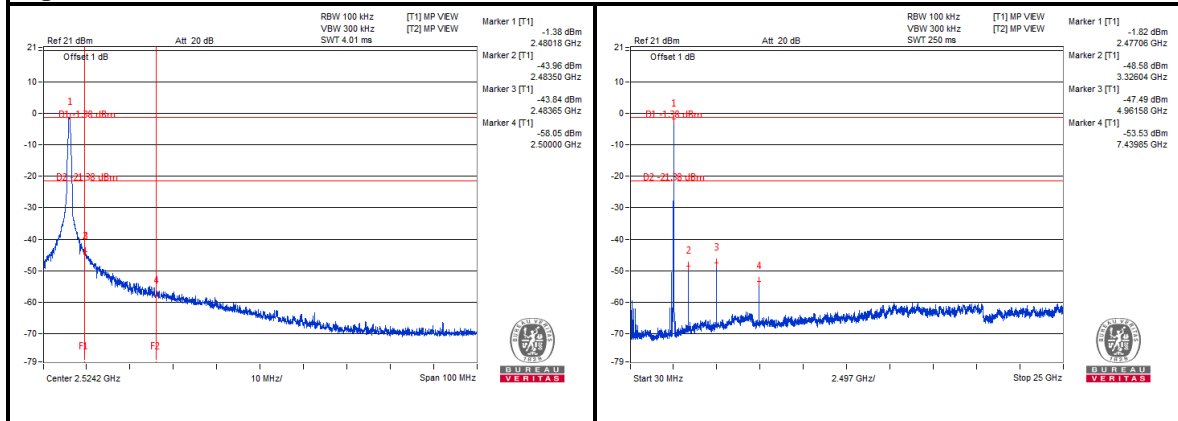 RBW 100 kHz [T1] MP VIEW
VBW 300 kHz [T2] MP VIEW
Ref 21 dBm Att 20 dB SWT 4.01 ms
Offset 1 dB
21
10
0
-10
-20
-30
-40
-50
-60
-70
-79
1
D1 -1.38 dBm
D2 -21.38 dBm
3
4
F1
F2
Center 2.5242 GHz 10 MHz/ Span 100 MHz
Marker 1 [T1]
-1.38 dBm
2.48018 GHz
Marker 2 [T1]
-43.96 dBm
2.48350 GHz
Marker 3 [T1]
-43.84 dBm
2.48365 GHz
Marker 4 [T1]
-58.05 dBm
2.50000 GHz
BUREAU VERITAS
1828
BUREAU
VERITAS
RBW 100 kHz [T1] MP VIEW
VBW 300 kHz [T2] MP VIEW
Ref 21 dBm Att 20 dB SWT 250 ms
Offset 1 dB
21
10
0
-10
-20
-30
-40
-50
-60
-70
-79
1
D1 -1.38 dBm
D2 -21.38 dBm
2
3
4
Start 30 MHz 2.497 GHz/ Stop 25 GHz
Marker 1 [T1]
-1.82 dBm
2.47706 GHz
Marker 2 [T1]
-48.58 dBm
3.32604 GHz
Marker 3 [T1]
-47.49 dBm
4.96158 GHz
Marker 4 [T1]
-53.53 dBm
7.43985 GHz
BUREAU VERITAS
1828
BUREAU
VERITAS